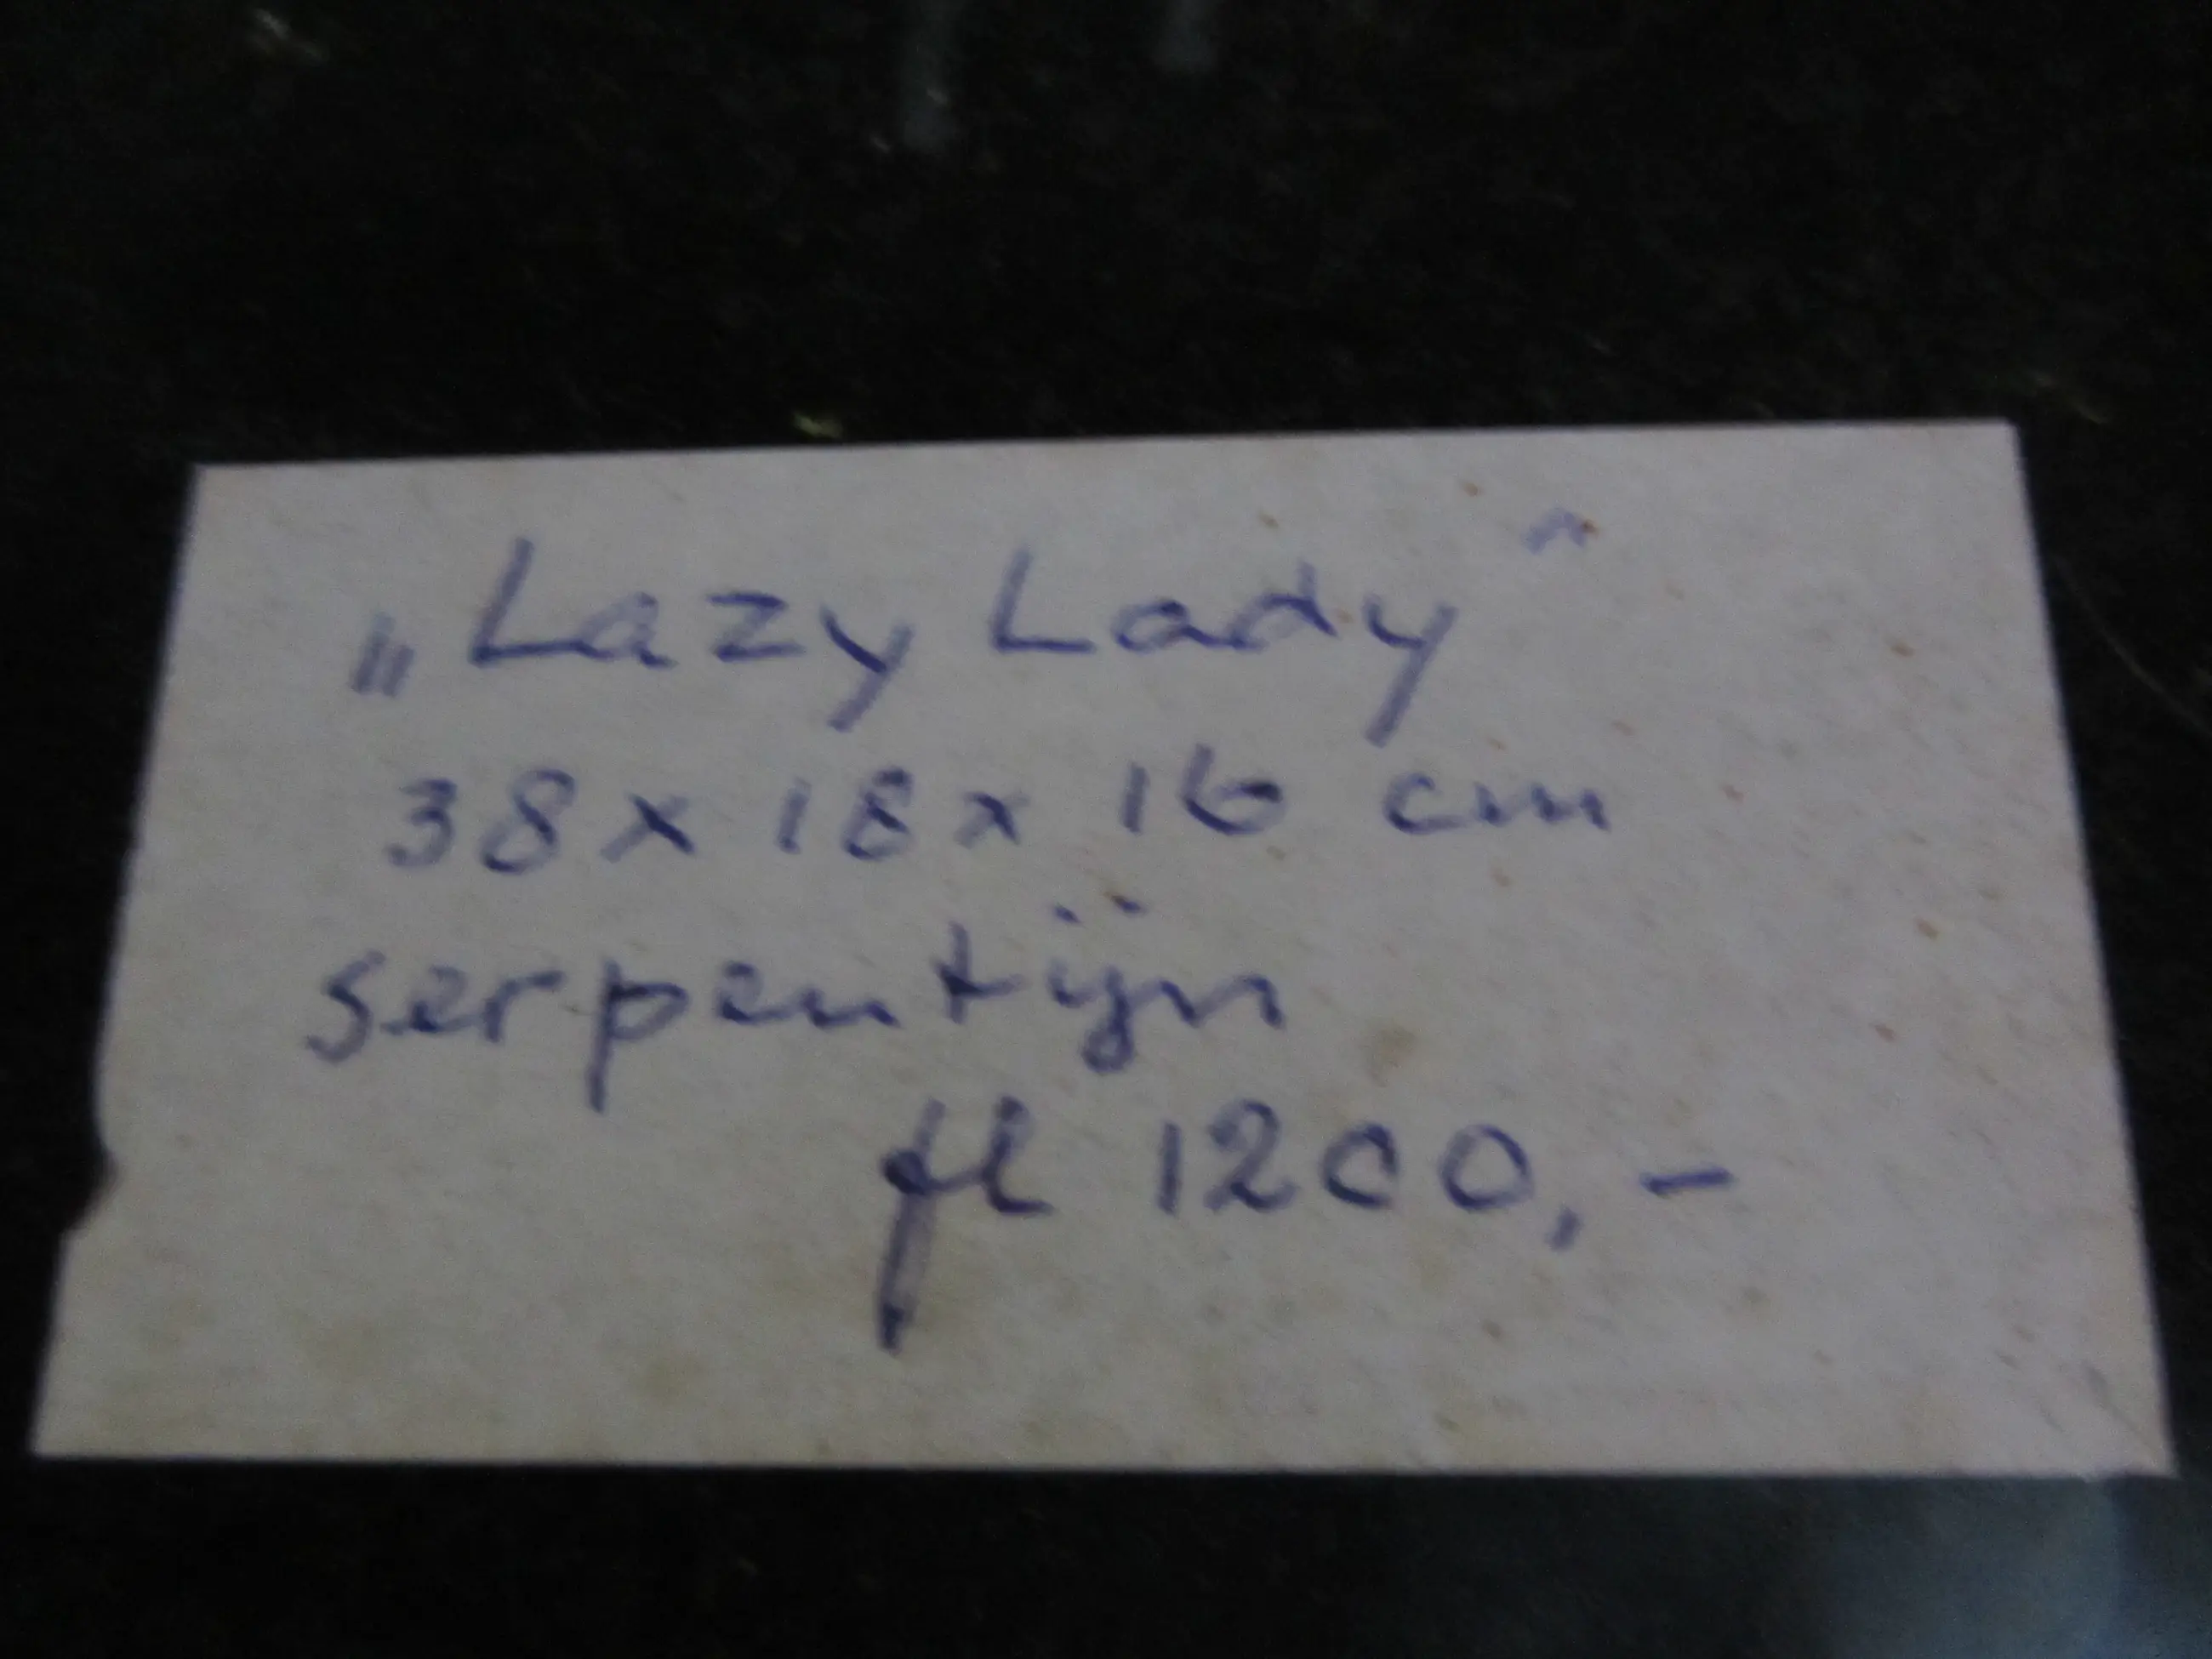 „Lazy Lady"
38 x 18 x 16 cm
serpentijn
fl 1200,-